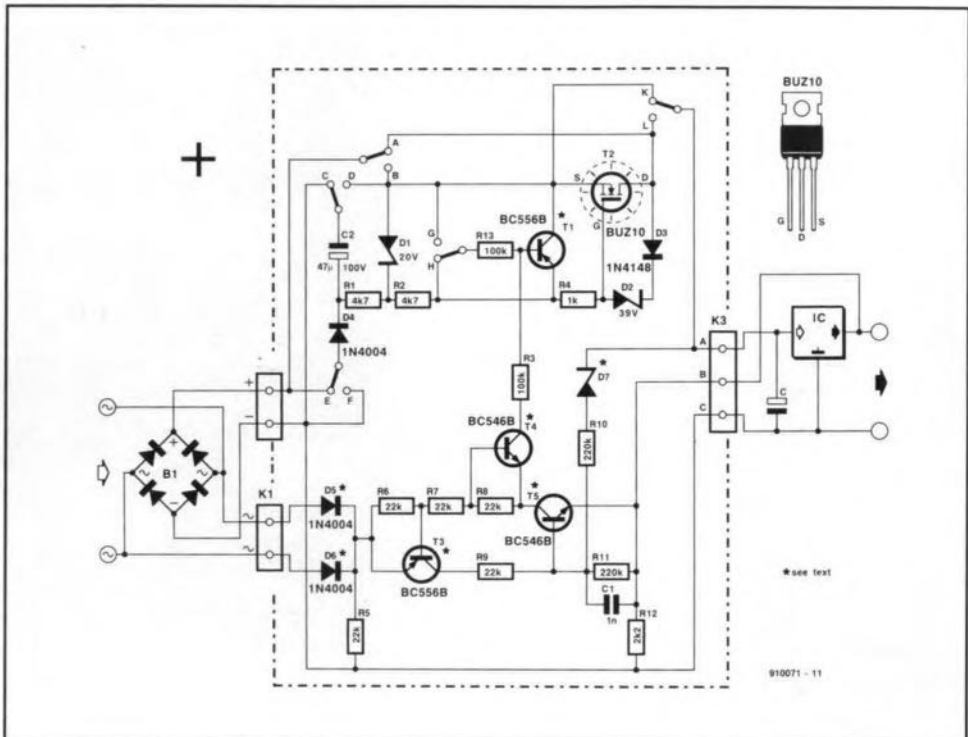 BUZ10
G
D
S
+
K
L
A
B
C
D
T2
S
D
G
BUZ10
C2
47µ
100V
D1
20V
G
H
R13
100k
BC556B
★
T1
D3
1N4148
R1
4k7
R2
4k7
R4
1k
D2
39V
D4
1N4004
E
F
R3
100k
D7
★
K3
A
B
C
IC
C
+
−
BC546B
★
T4
R10
220k
B1
+
~
~
−
K1
~
~
D5
★
1N4004
R6
22k
R7
22k
R8
22k
T5
★
BC546B
D6
★
1N4004
T3
★
BC556B
R9
22k
R11
220k
C1
1n
R5
22k
R12
2k2
★ see text
910071 - 11
~
~